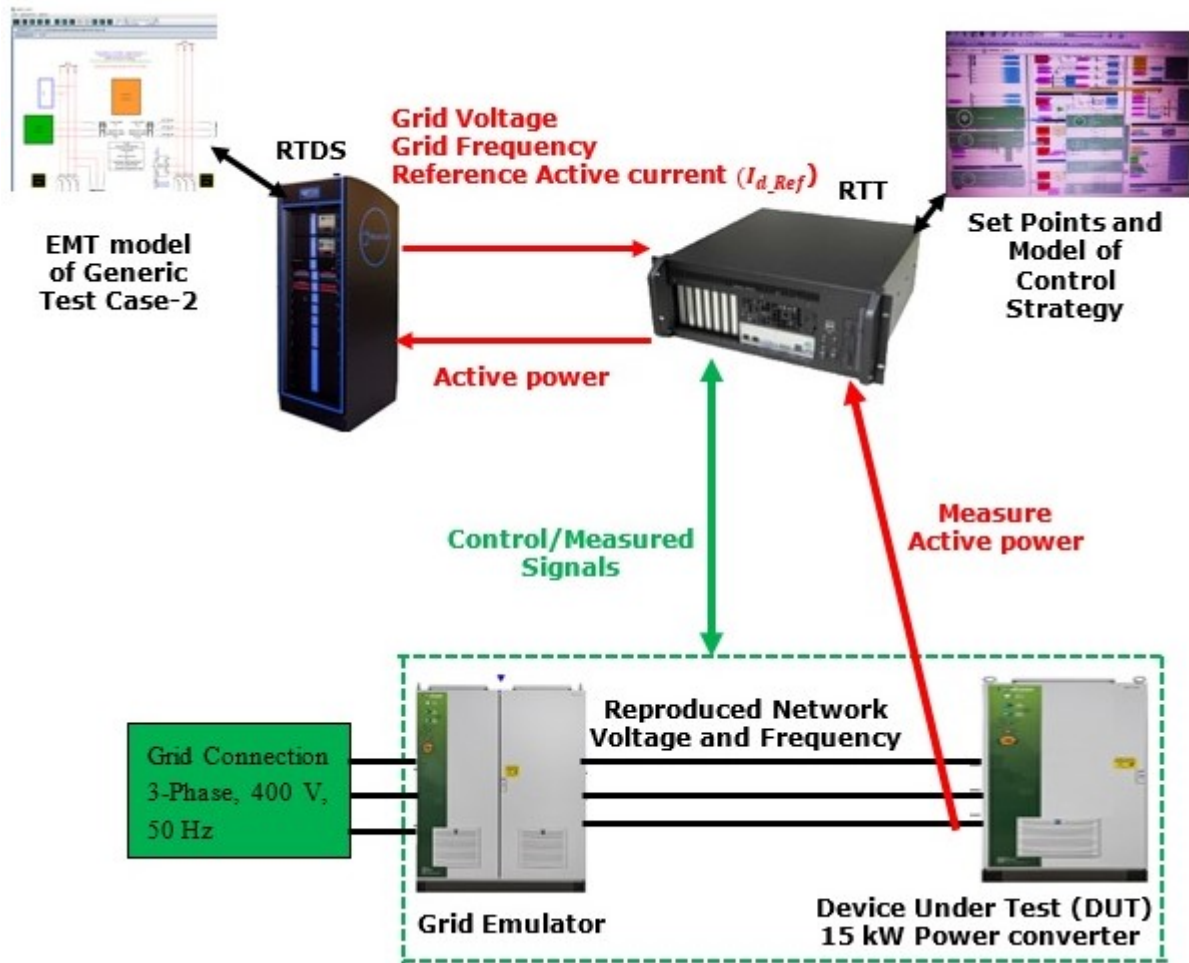 RTDS
Grid Voltage
Grid Frequency
Reference Active current (I_d_Ref)
RTT
EMT model
of Generic
Test Case-2
Set Points and
Model of
Control
Strategy
Active power
Control/Measured
Signals
Measure
Active power
Grid Connection
3-Phase, 400 V,
50 Hz
Reproduced Network
Voltage and Frequency
Grid Emulator
Device Under Test (DUT)
15 kW Power converter